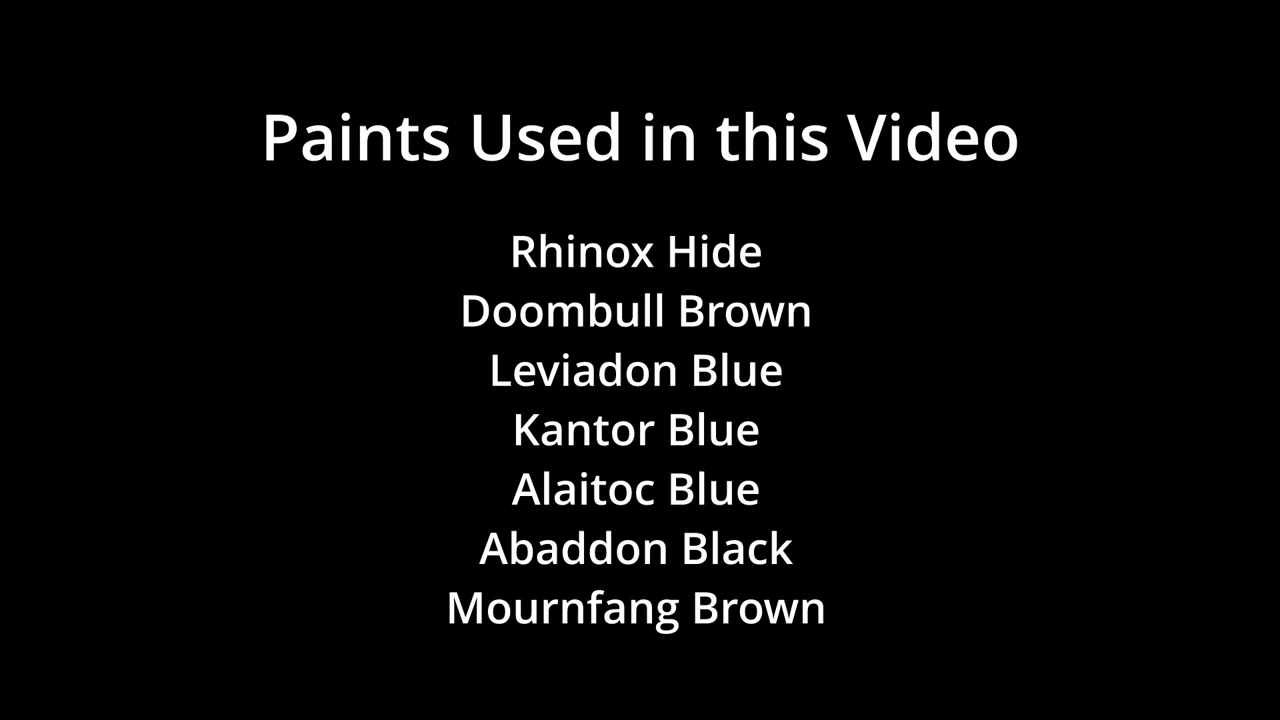 Paints Used in this Video
Rhinox Hide
Doombull Brown
Leviadon Blue
Kantor Blue
Alaitoc Blue
Abaddon Black
Mournfang Brown